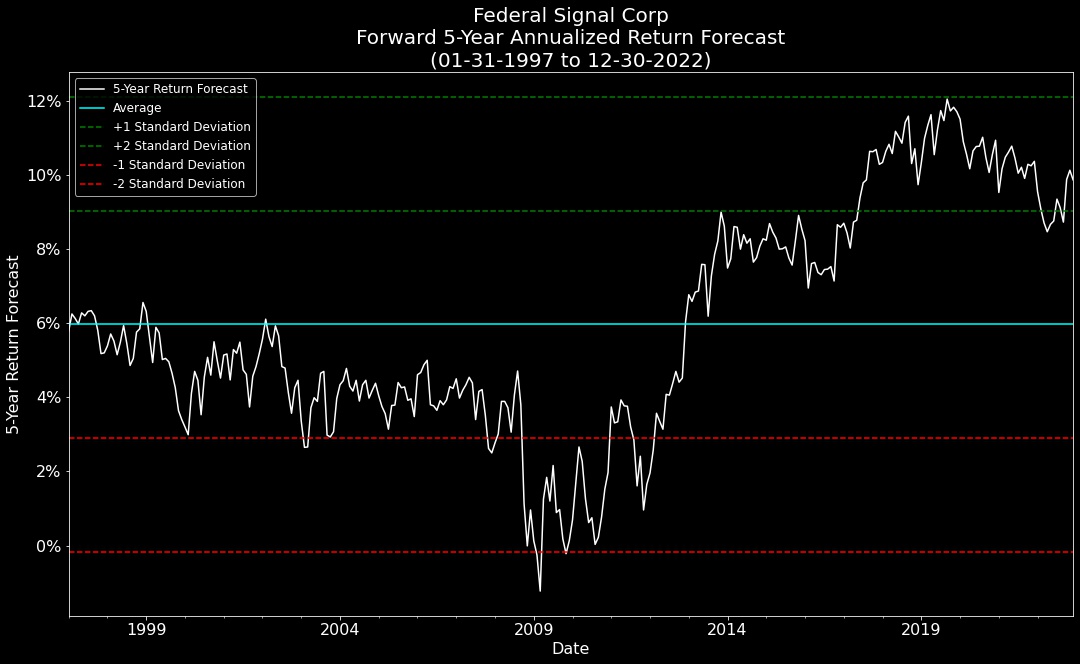 Federal Signal Corp
Forward 5-Year Annualized Return Forecast
(01-31-1997 to 12-30-2022)
5-Year Return Forecast
Average
+1 Standard Deviation
+2 Standard Deviation
-1 Standard Deviation
-2 Standard Deviation
12%
10%
8%
6%
4%
2%
0%
5-Year Return Forecast
1999 2004 2009 2014 2019
Date